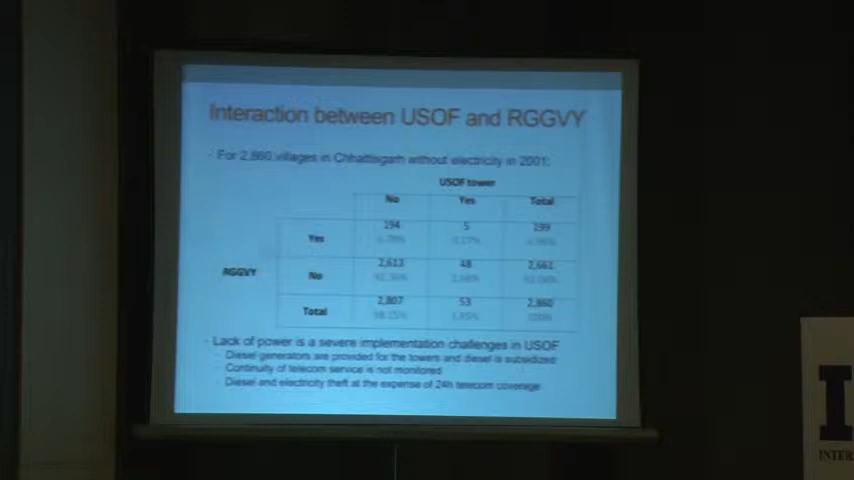 Interaction between USOF and RGGVY
- For 2,860 villages in Chhattisgarh without electricity in 2001:
USOF tower
No Yes Total
Yes 194 5 199
RGGVY No 2,613 48 2,661
Total 2,807 53 2,860
- Lack of power is a severe implementation challenges in USOF
- Diesel generators are provided for the towers and diesel is subsidized
- Continuity of telecom service is not monitored
- Diesel and electricity theft at the expense of 24h telecom coverage
I
INTER